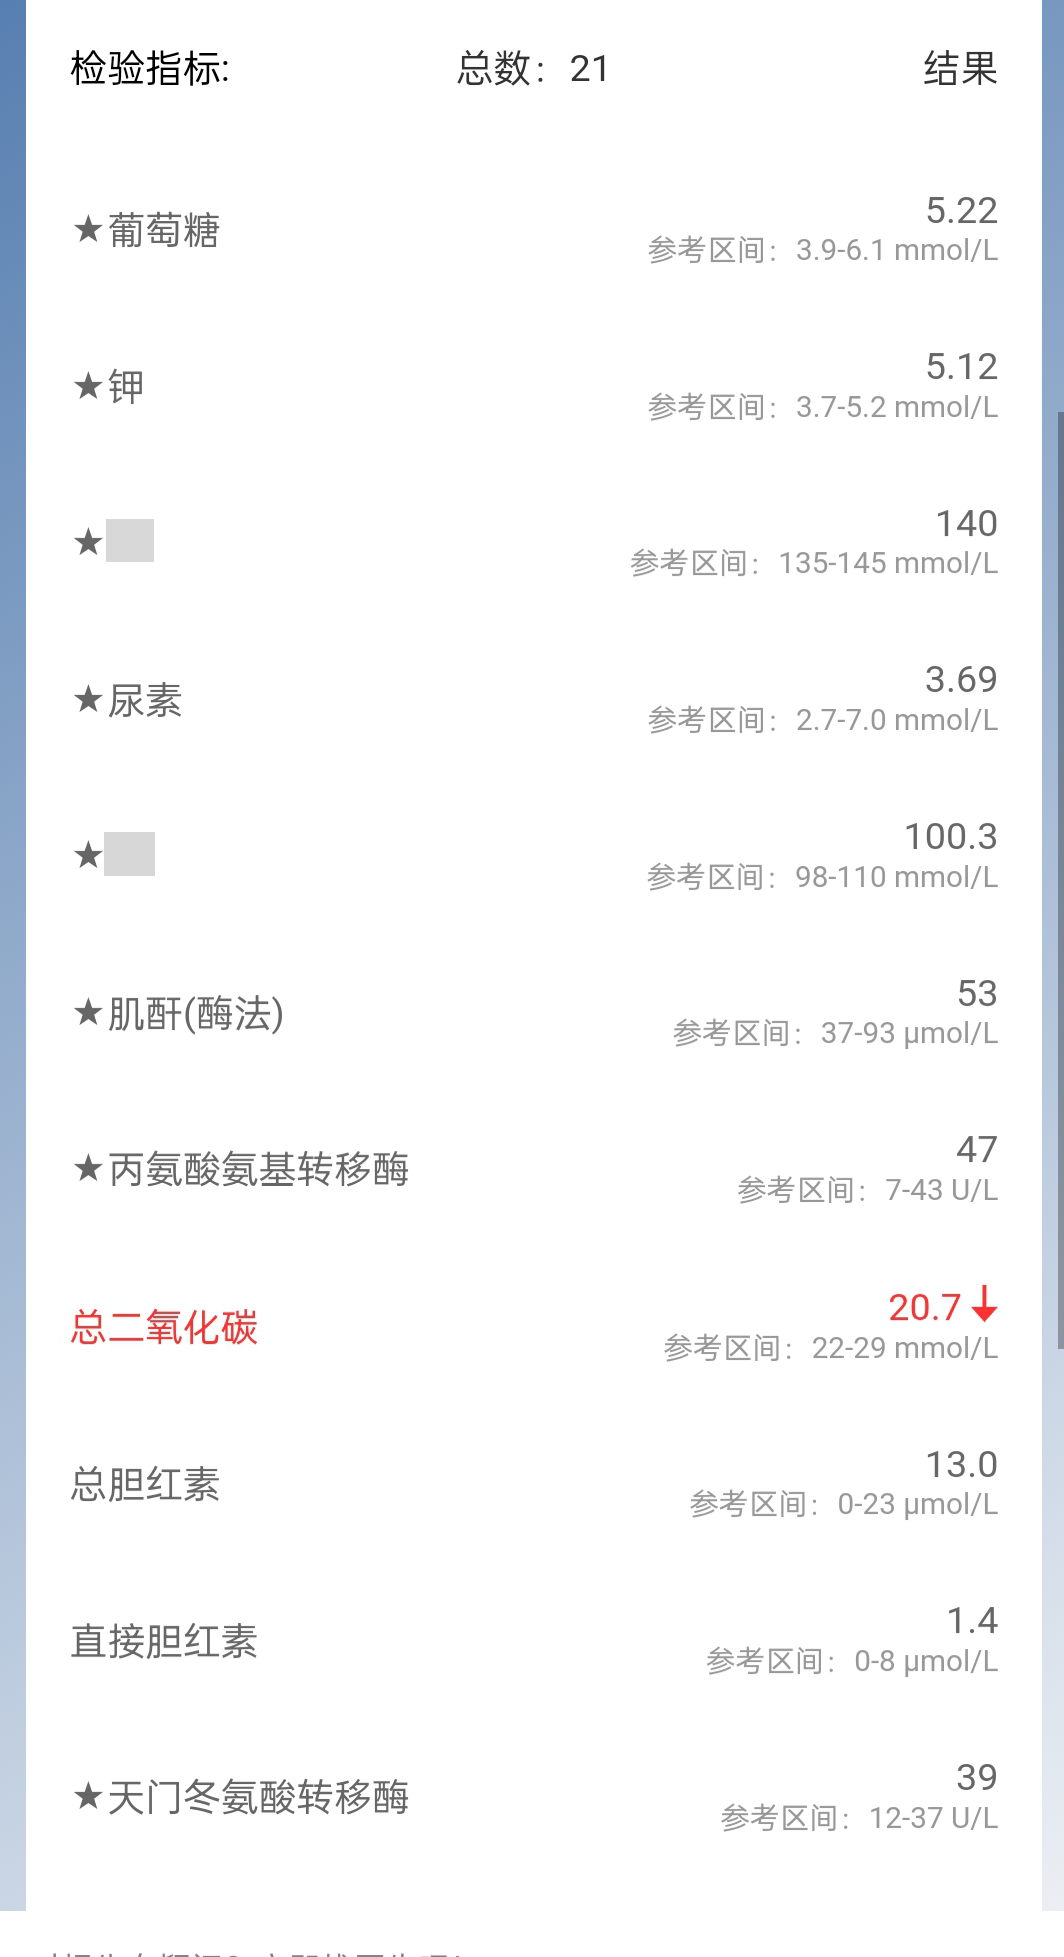 检验指标: 总数：21 结果
★葡萄糖 5.22
参考区间：3.9-6.1 mmol/L
★钾 5.12
参考区间：3.7-5.2 mmol/L
★ 140
参考区间：135-145 mmol/L
★尿素 3.69
参考区间：2.7-7.0 mmol/L
★ 100.3
参考区间：98-110 mmol/L
★肌酐(酶法) 53
参考区间：37-93 μmol/L
★丙氨酸氨基转移酶 47
参考区间：7-43 U/L
总二氧化碳 20.7↓
参考区间：22-29 mmol/L
总胆红素 13.0
参考区间：0-23 μmol/L
直接胆红素 1.4
参考区间：0-8 μmol/L
★天门冬氨酸转移酶 39
参考区间：12-37 U/L